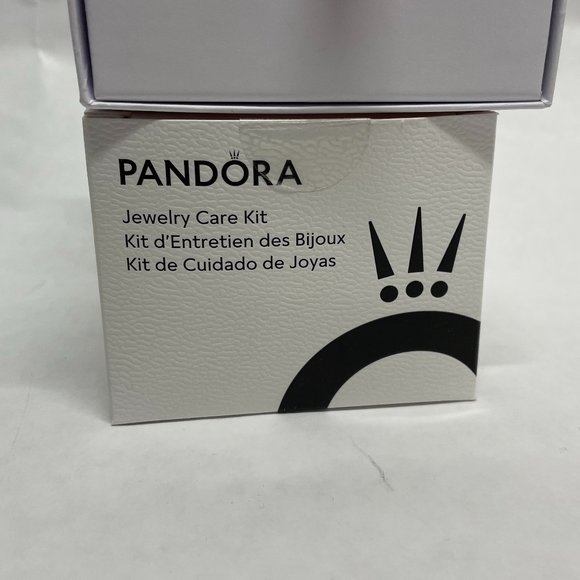 PANDORA
Jewelry Care Kit
Kit d'Entretien des Bijoux
Kit de Cuidado de Joyas